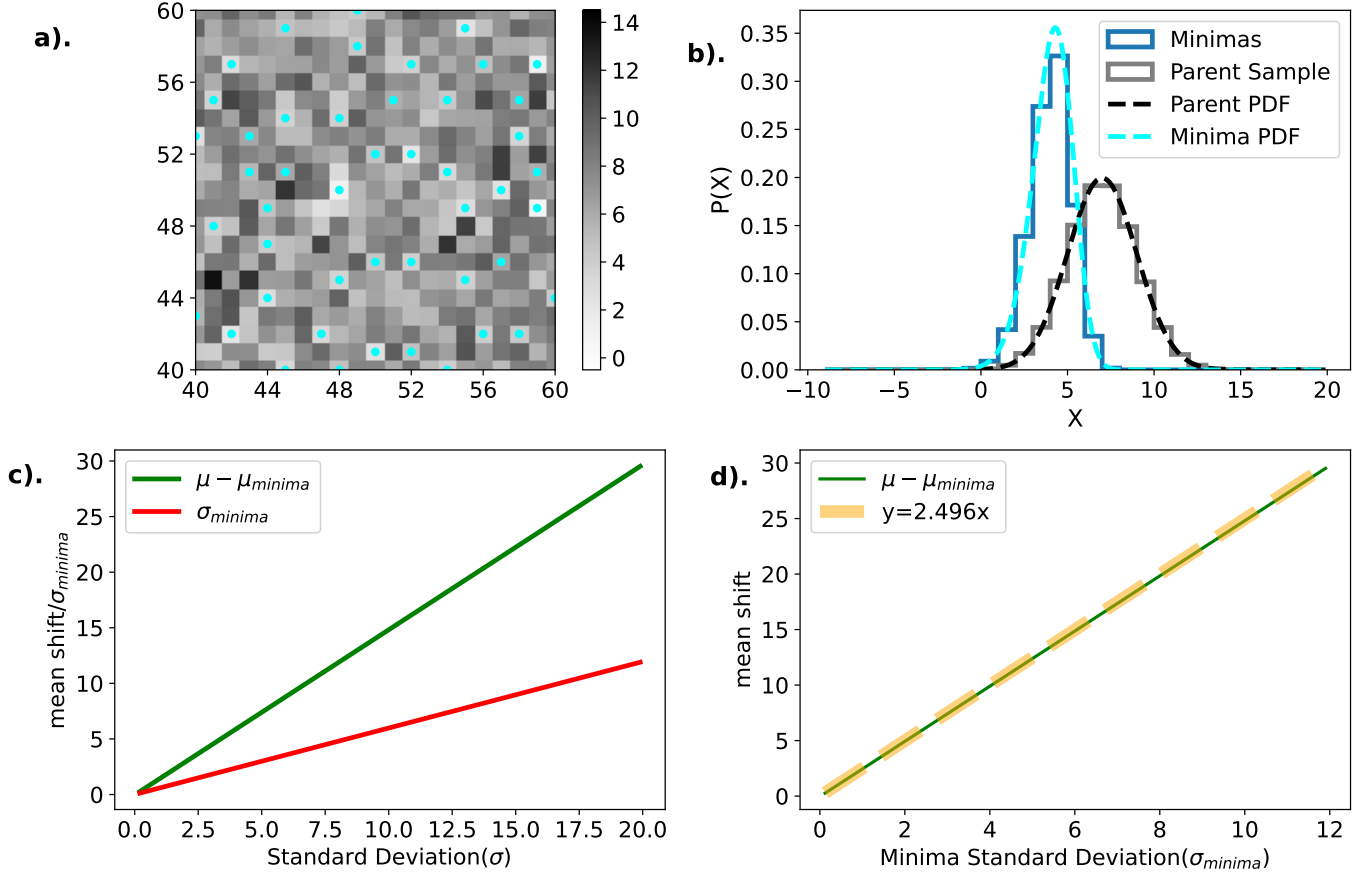 a).
60
56
52
48
44
40
40 44 48 52 56 60
14
12
10
8
6
4
2
0
b).
P(X)
0.35
0.30
0.25
0.20
0.15
0.10
0.05
0.00
Minimas
Parent Sample
Parent PDF
Minima PDF
−10 −5 0 5 10 15 20
X
c).
mean shift/σminima
30
25
20
15
10
5
0
μ − μminima
σminima
0.0 2.5 5.0 7.5 10.0 12.5 15.0 17.5 20.0
Standard Deviation(σ)
d).
mean shift
30
25
20
15
10
5
0
μ − μminima
y=2.496x
0 2 4 6 8 10 12
Minima Standard Deviation(σminima)